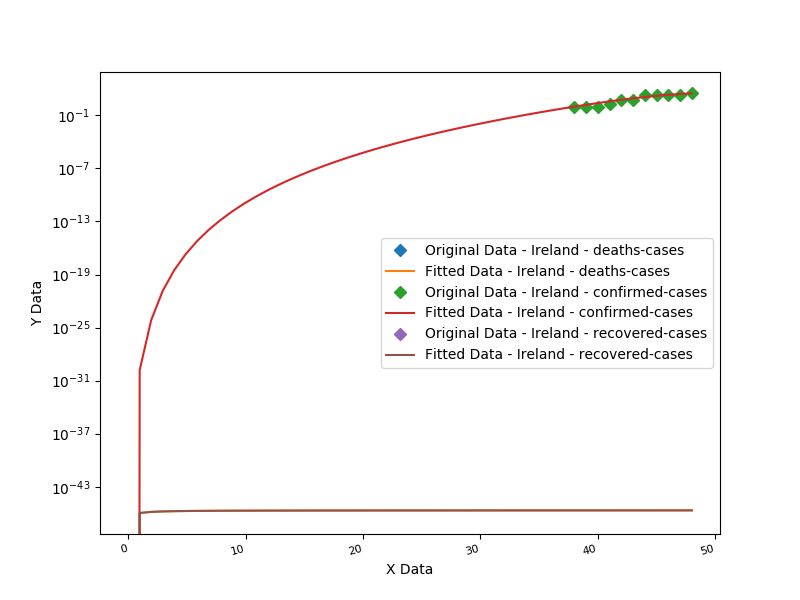 10⁻¹
10⁻⁷
10⁻¹³
10⁻¹⁹
10⁻²⁵
10⁻³¹
10⁻³⁷
10⁻⁴³
Y Data
Original Data - Ireland - deaths-cases
Fitted Data - Ireland - deaths-cases
Original Data - Ireland - confirmed-cases
Fitted Data - Ireland - confirmed-cases
Original Data - Ireland - recovered-cases
Fitted Data - Ireland - recovered-cases
0 10 20 30 40 50
X Data